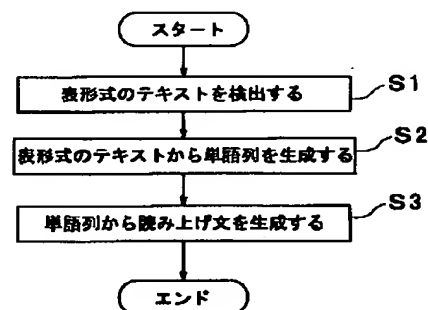 スタート
表形式のテキストを検出する
S1
表形式のテキストから単語列を生成する
S2
単語列から読み上げ文を生成する
S3
エンド